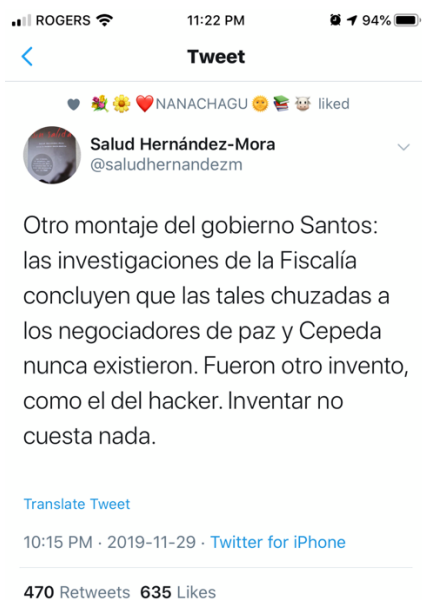 ROGERS 11:22 PM 94%
Tweet
NANACHAGU liked
Salud Hernández-Mora
@saludhernandezm
Otro montaje del gobierno Santos:
las investigaciones de la Fiscalía
concluyen que las tales chuzadas a
los negociadores de paz y Cepeda
nunca existieron. Fueron otro invento,
como el del hacker. Inventar no
cuesta nada.
Translate Tweet
10:15 PM · 2019-11-29 · Twitter for iPhone
470 Retweets 635 Likes